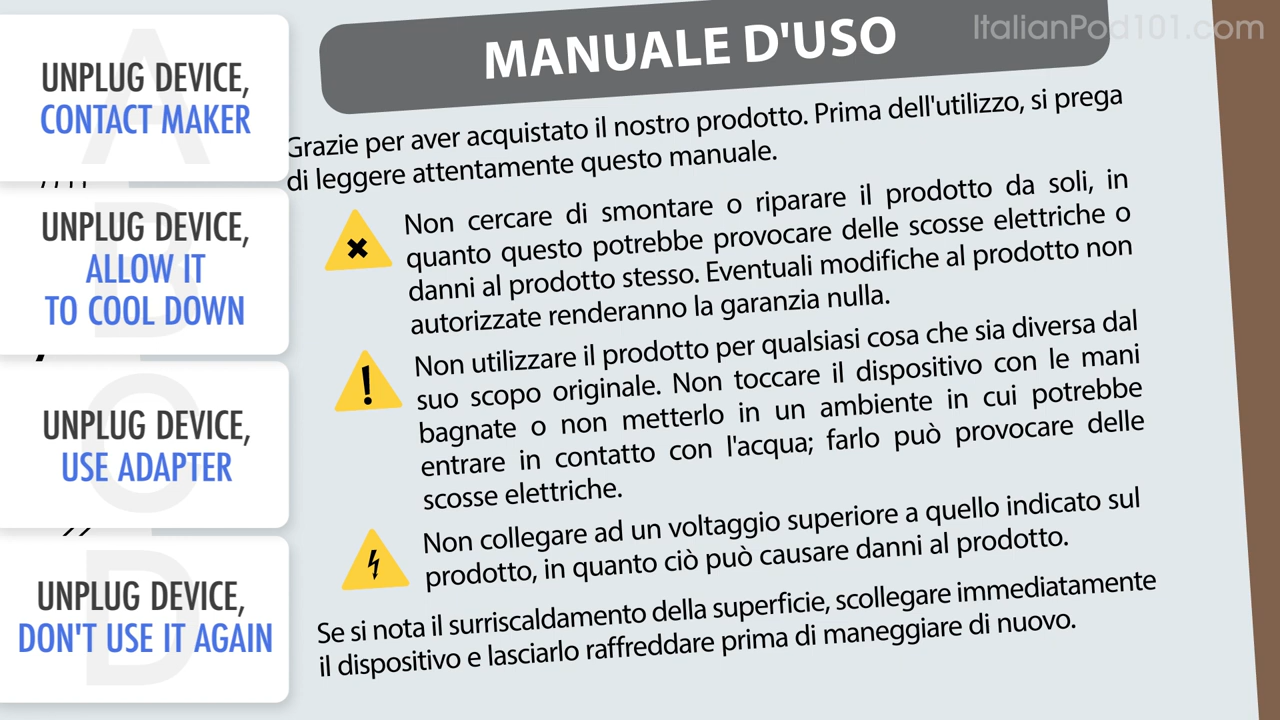 ItalianPod101.com
MANUALE D'USO
Grazie per aver acquistato il nostro prodotto. Prima dell'utilizzo, si prega
di leggere attentamente questo manuale.
Non cercare di smontare o riparare il prodotto da soli, in
quanto questo potrebbe provocare delle scosse elettriche o
danni al prodotto stesso. Eventuali modifiche al prodotto non
autorizzate renderanno la garanzia nulla.
Non utilizzare il prodotto per qualsiasi cosa che sia diversa dal
suo scopo originale. Non toccare il dispositivo con le mani
bagnate o non metterlo in un ambiente in cui potrebbe
entrare in contatto con l'acqua; farlo può provocare delle
scosse elettriche.
Non collegare ad un voltaggio superiore a quello indicato sul
prodotto, in quanto ciò può causare danni al prodotto.
Se si nota il surriscaldamento della superficie, scollegare immediatamente
il dispositivo e lasciarlo raffreddare prima di maneggiare di nuovo.
A
UNPLUG DEVICE,
CONTACT MAKER
B
UNPLUG DEVICE,
ALLOW IT
TO COOL DOWN
C
UNPLUG DEVICE,
USE ADAPTER
D
UNPLUG DEVICE,
DON'T USE IT AGAIN